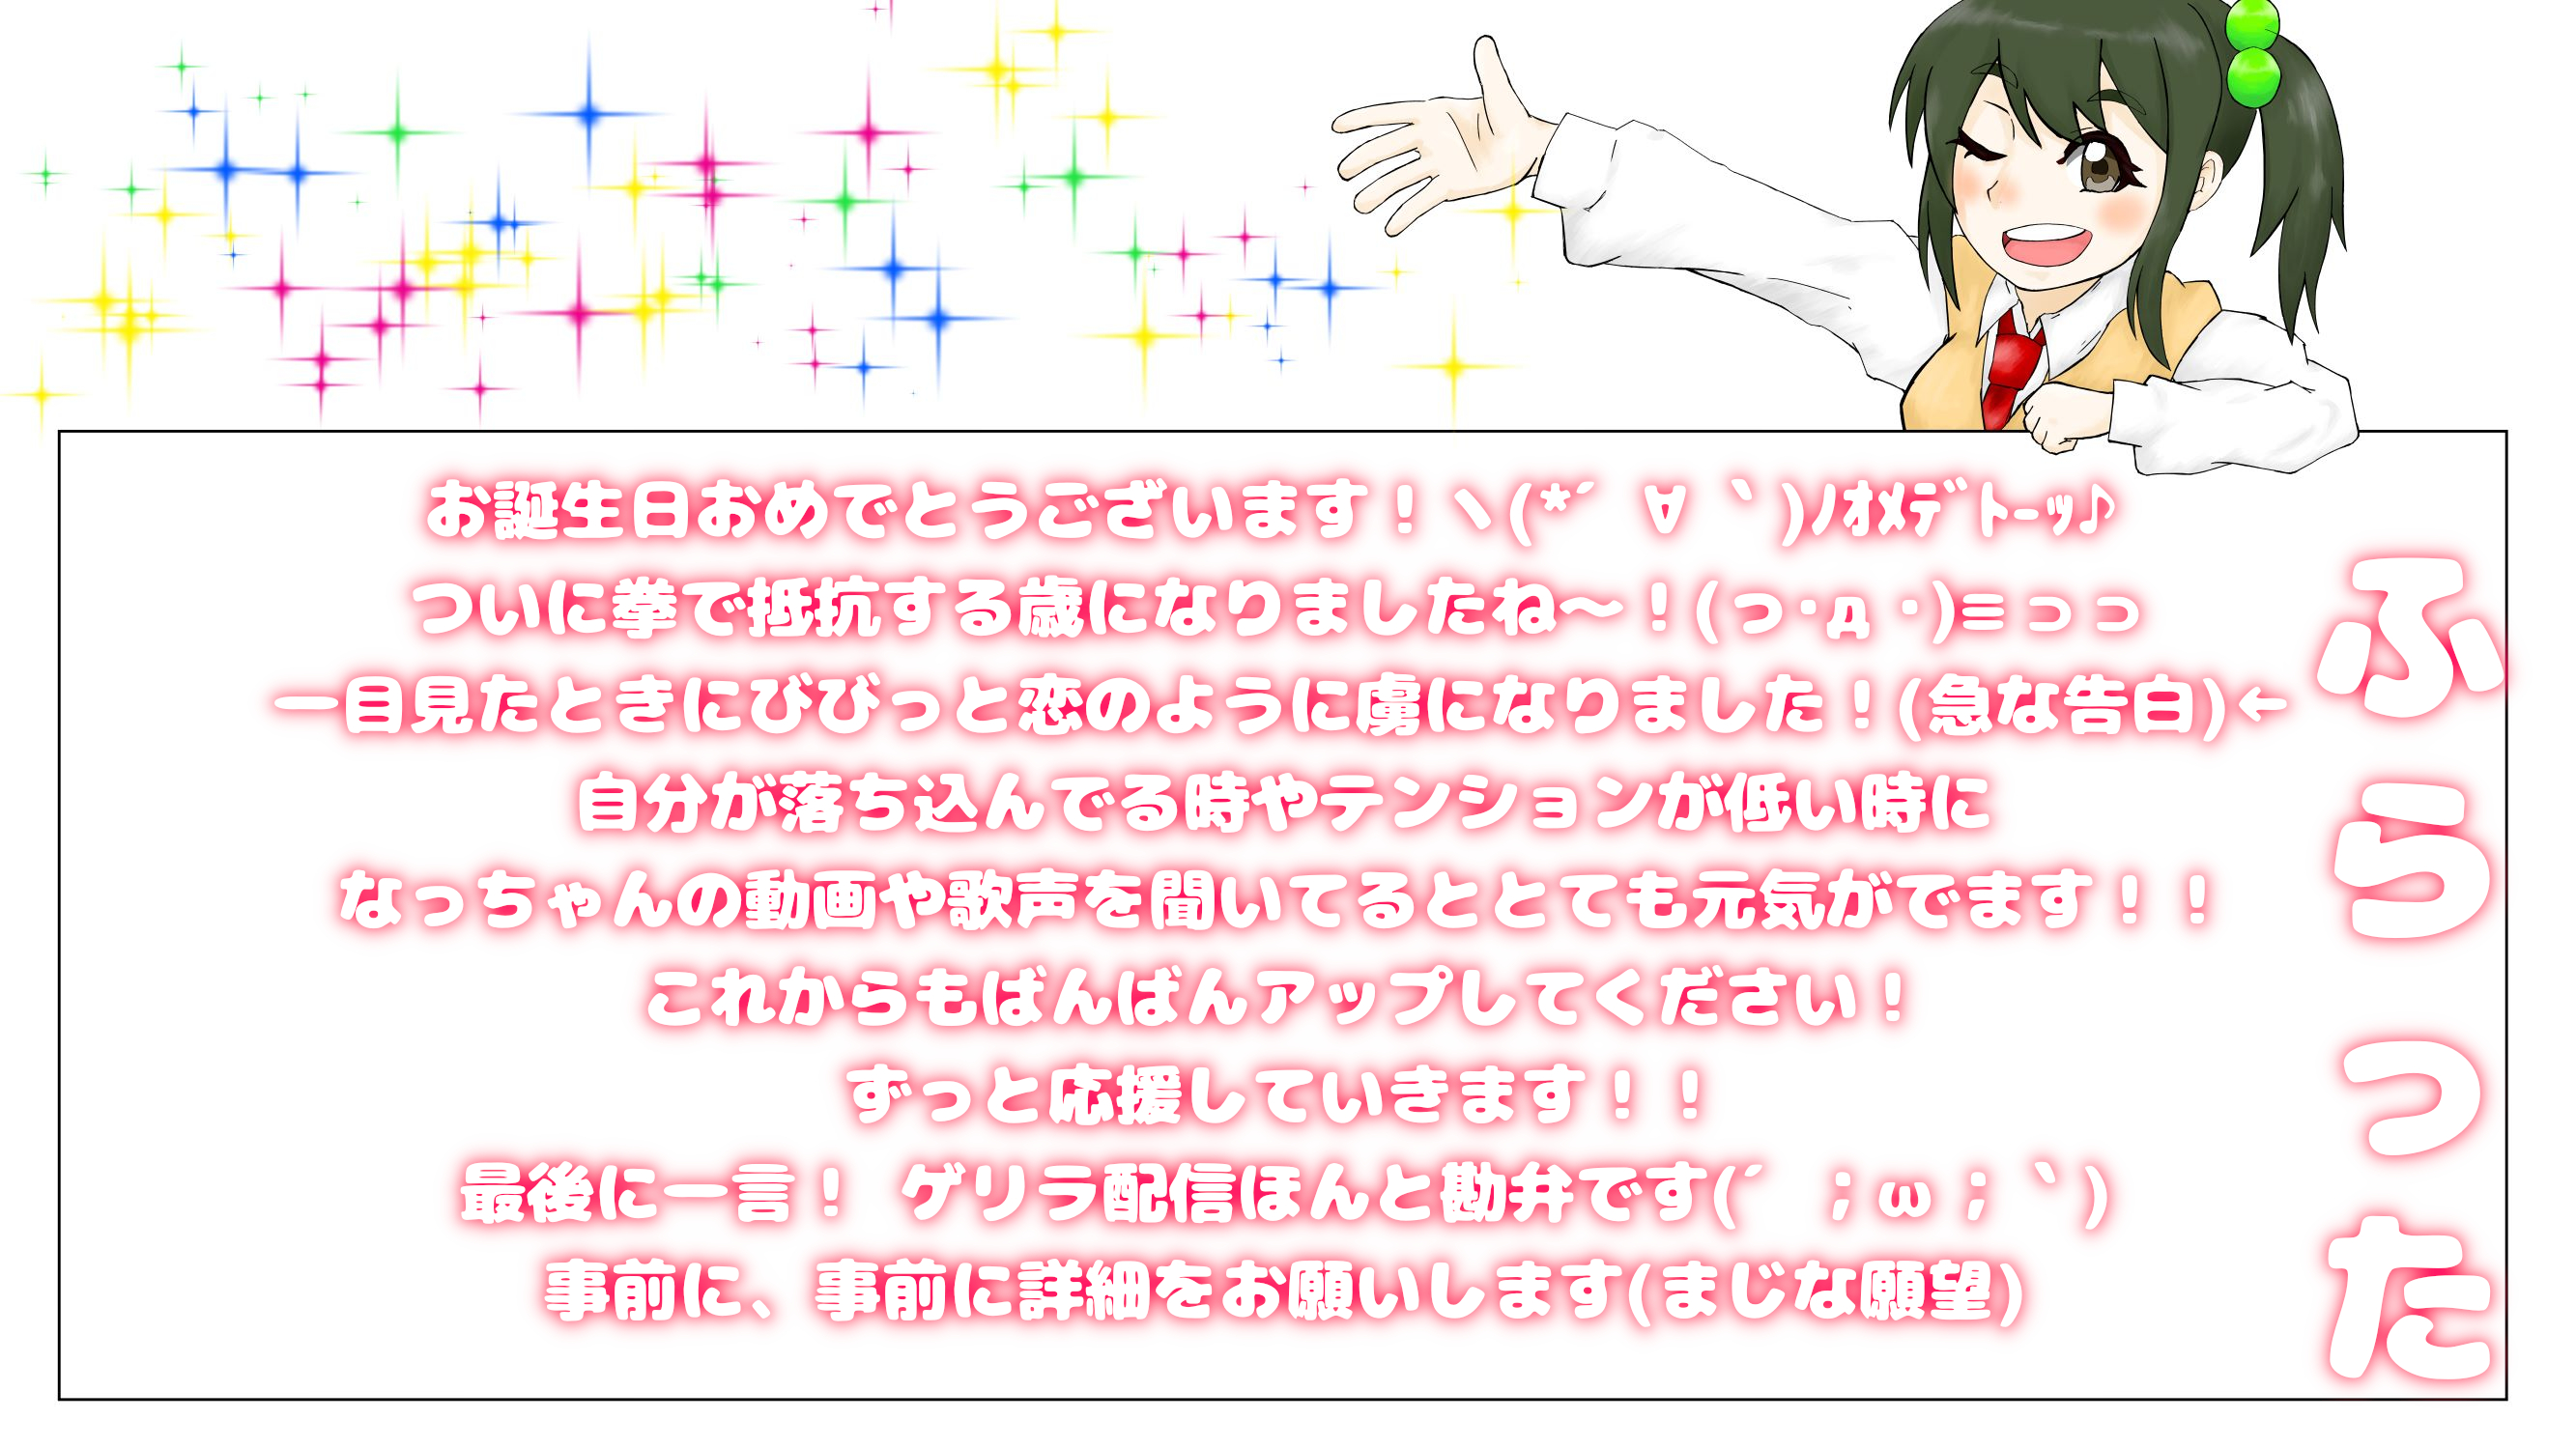 お誕生日おめでとうございます！ヽ(*´ ∀ ｀)ﾉｵﾒﾃﾞﾄｰｯ♪
ついに拳で抵抗する歳になりましたね〜！(っ･д･)≡っっ
一目見たときにびびっと恋のように虜になりました！(急な告白)←
自分が落ち込んでる時やテンションが低い時に
なっちゃんの動画や歌声を聞いてるととても元気がでます！！
これからもばんばんアップしてください！
ずっと応援していきます！！
最後に一言！ ゲリラ配信ほんと勘弁です(´ ；ω；｀)
事前に、事前に詳細をお願いします(まじな願望)
ふらった